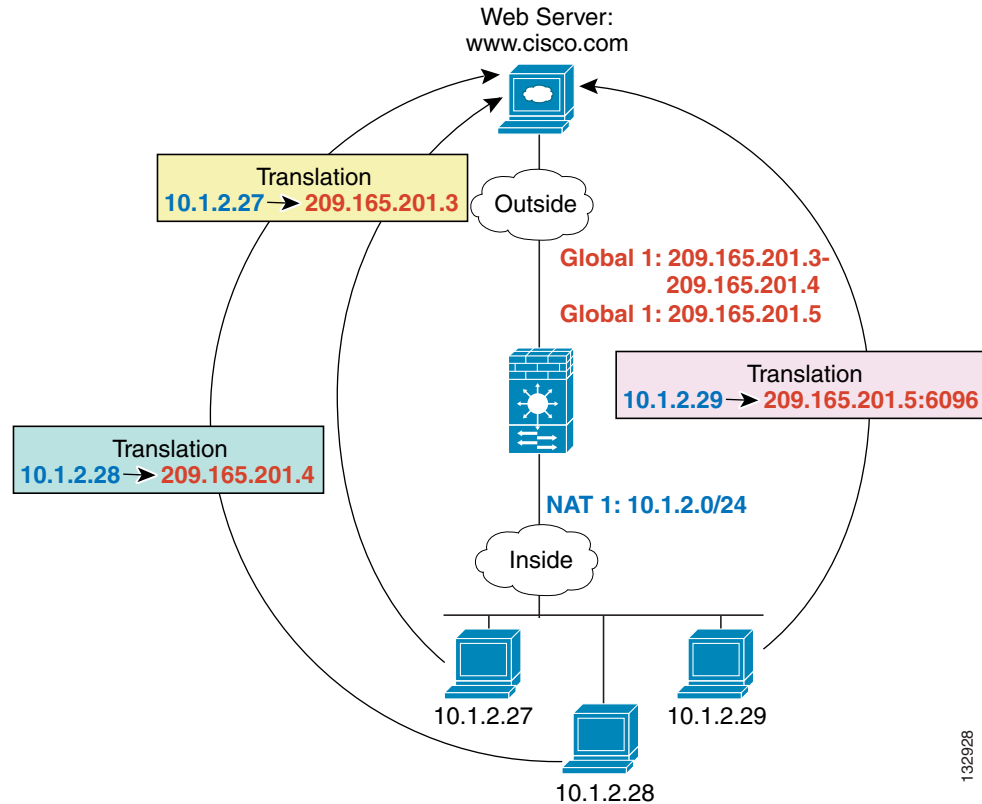 Web Server:
www.cisco.com
Translation
10.1.2.27 → 209.165.201.3
Outside
Global 1: 209.165.201.3-
209.165.201.4
Global 1: 209.165.201.5
Translation
10.1.2.29 → 209.165.201.5:6096
Translation
10.1.2.28 → 209.165.201.4
NAT 1: 10.1.2.0/24
Inside
10.1.2.27
10.1.2.29
10.1.2.28
132928